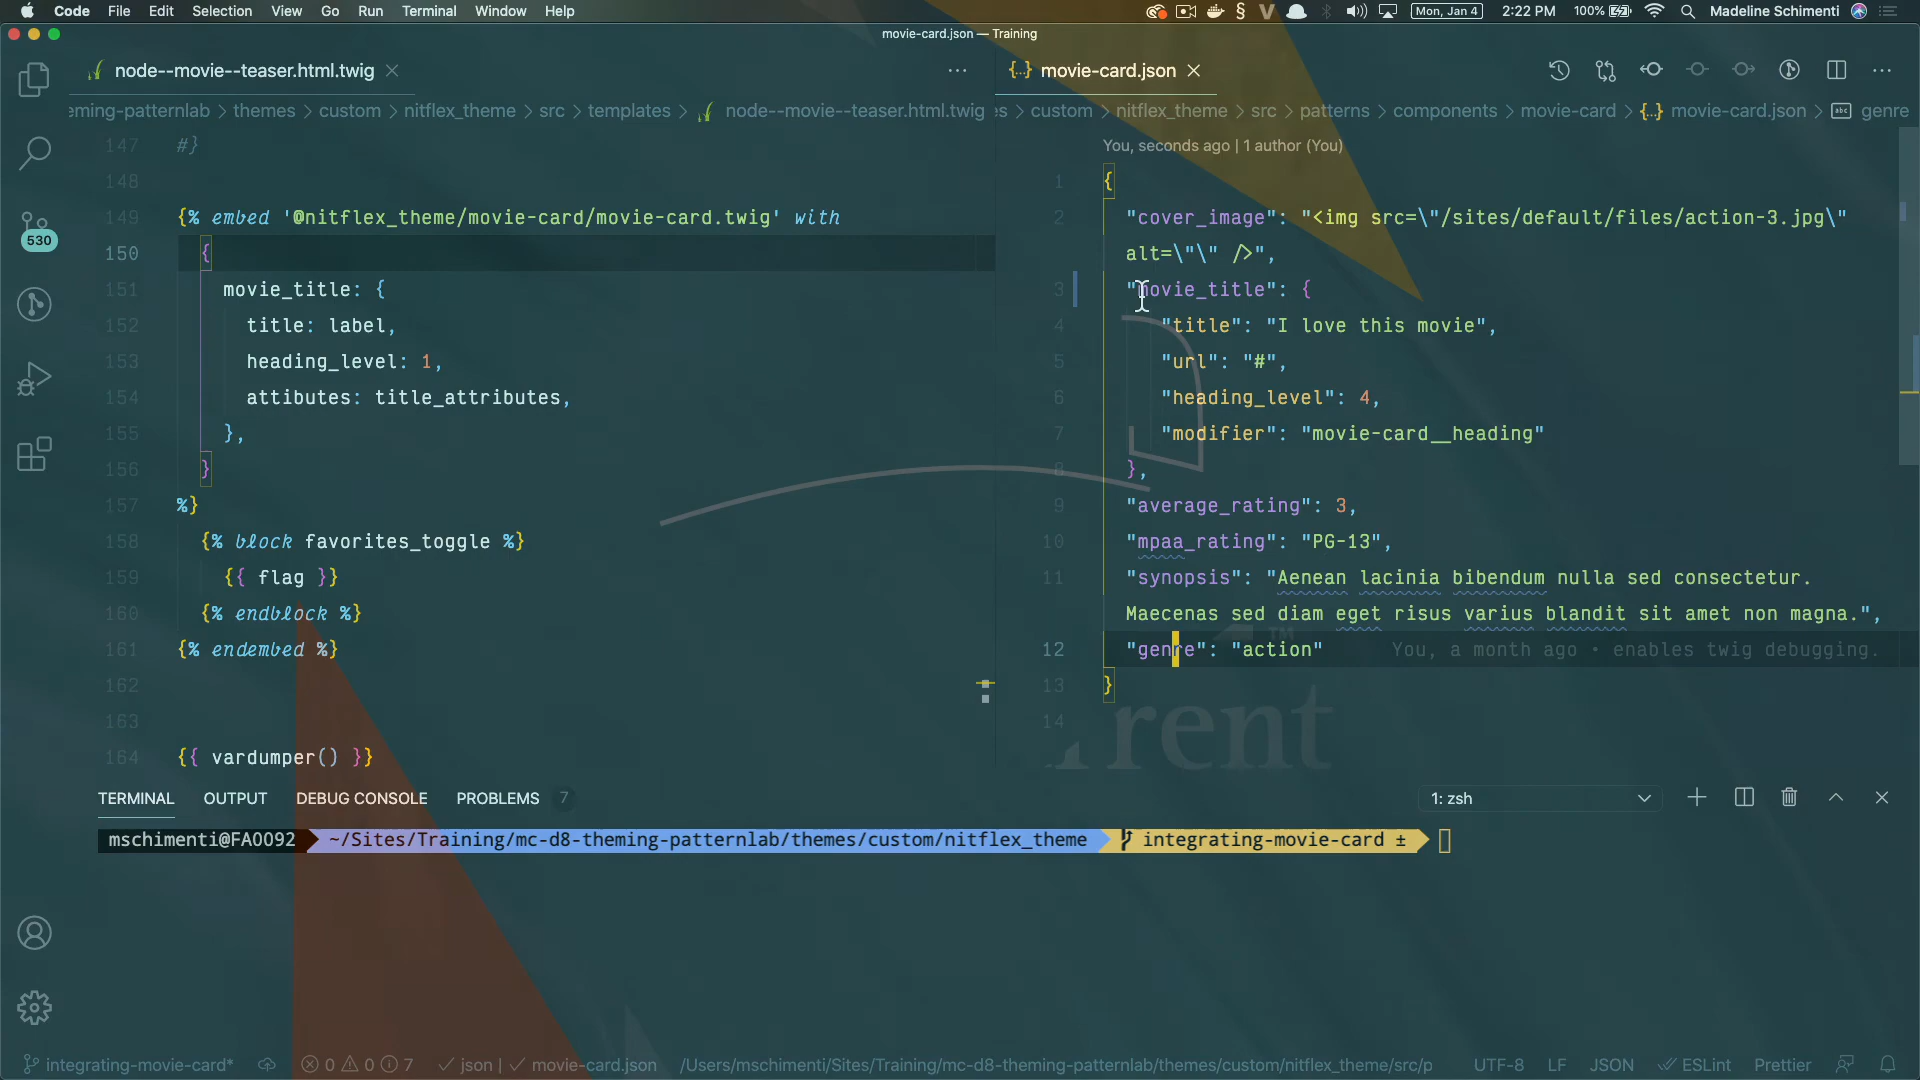 Code File Edit Selection View Go Run Terminal Window Help
Mon, Jan 4 2:22 PM 100% Madeline Schimenti
movie-card.json — Training
node--movie--teaser.html.twig
movie-card.json
eming-patternlab > themes > custom > nitflex_theme > src > templates > node--movie--teaser.html.twig
es > custom > nitflex_theme > src > patterns > components > movie-card > {..} movie-card.json > abc genre
147 #}
148
149 {% embed '@nitflex_theme/movie-card/movie-card.twig' with
150 {
151 movie_title: {
152 title: label,
153 heading_level: 1,
154 attibutes: title_attributes,
155 },
156 }
157 %}
158 {% block favorites_toggle %}
159 {{ flag }}
160 {% endblock %}
161 {% endembed %}
162
163
164 {{ vardumper() }}
You, seconds ago | 1 author (You)
1 {
2 "cover_image": "<img src=\"/sites/default/files/action-3.jpg\"
alt=\"\" />",
3 "movie_title": {
4 "title": "I love this movie",
5 "url": "#",
6 "heading_level": 4,
7 "modifier": "movie-card__heading"
8 },
9 "average_rating": 3,
10 "mpaa_rating": "PG-13",
11 "synopsis": "Aenean lacinia bibendum nulla sed consectetur.
Maecenas sed diam eget risus varius blandit sit amet non magna.",
12 "genre": "action" You, a month ago • enables twig debugging.
13 }
14
530
TERMINAL OUTPUT DEBUG CONSOLE PROBLEMS 7
1: zsh
mschimenti@FA0092 ~/Sites/Training/mc-d8-theming-patternlab/themes/custom/nitflex_theme integrating-movie-card ±
integrating-movie-card* 0 0 7 ✓ json | ✓ movie-card.json /Users/mschimenti/Sites/Training/mc-d8-theming-patternlab/themes/custom/nitflex_theme/src/p UTF-8 LF JSON ESLint Prettier